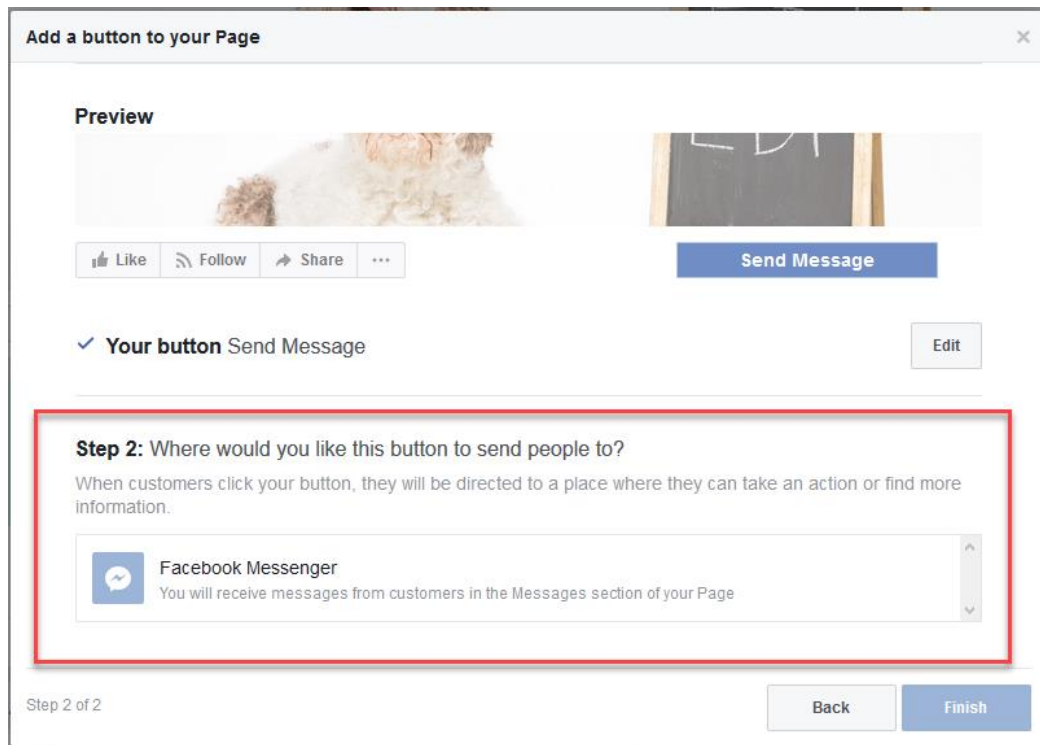 Add a button to your Page
Preview
Like Follow Share
Send Message
Your button Send Message
Edit
Step 2: Where would you like this button to send people to?
When customers click your button, they will be directed to a place where they can take an action or find more
information.
Facebook Messenger
You will receive messages from customers in the Messages section of your Page
Step 2 of 2
Back
Finish